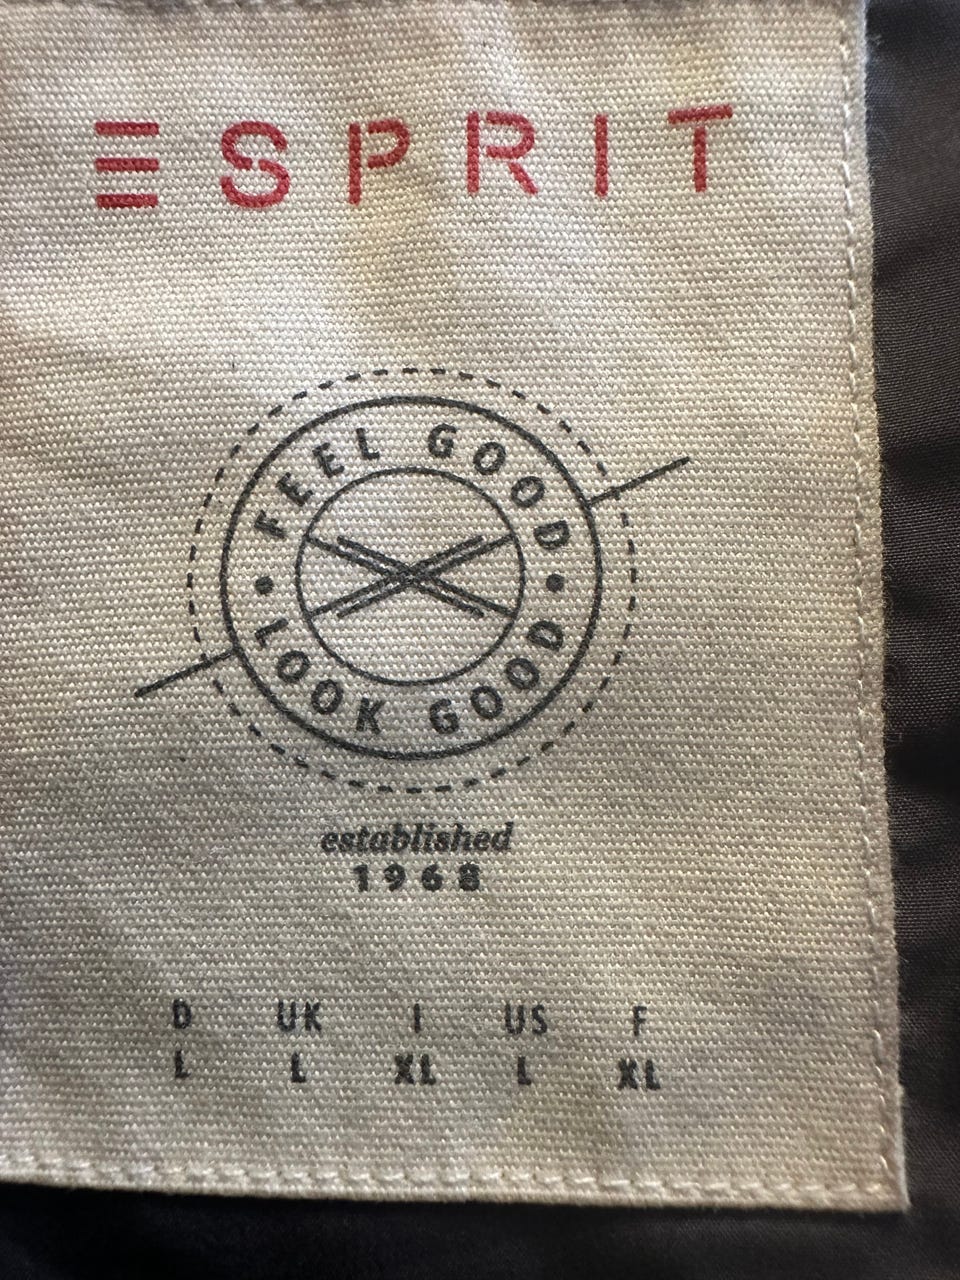 ESPRIT
FEEL GOOD
• LOOK GOOD •
established
1968
D UK I US F
L L XL L XL